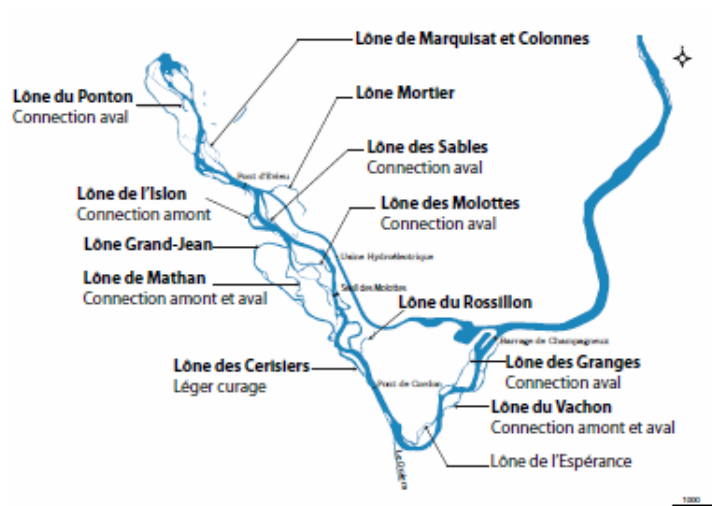 Lône de Marquisat et Colonnes
Lône du Ponton
Connection aval
Lône Mortier
Lône des Sables
Connection aval
Pont d'Evieu
Lône de l'Islon
Connection amont
Lône des Molottes
Connection aval
Lône Grand-Jean
Usine Hydroélectrique
Lône de Mathan
Connection amont et aval
Seuil des Molottes
Lône du Rossillon
Barrage de Champagneux
Lône des Cerisiers
Léger curage
Lône des Granges
Connection aval
Pont de Cordon
Lône du Vachon
Connection amont et aval
Lône de l'Espérance
Le Guiers
1000